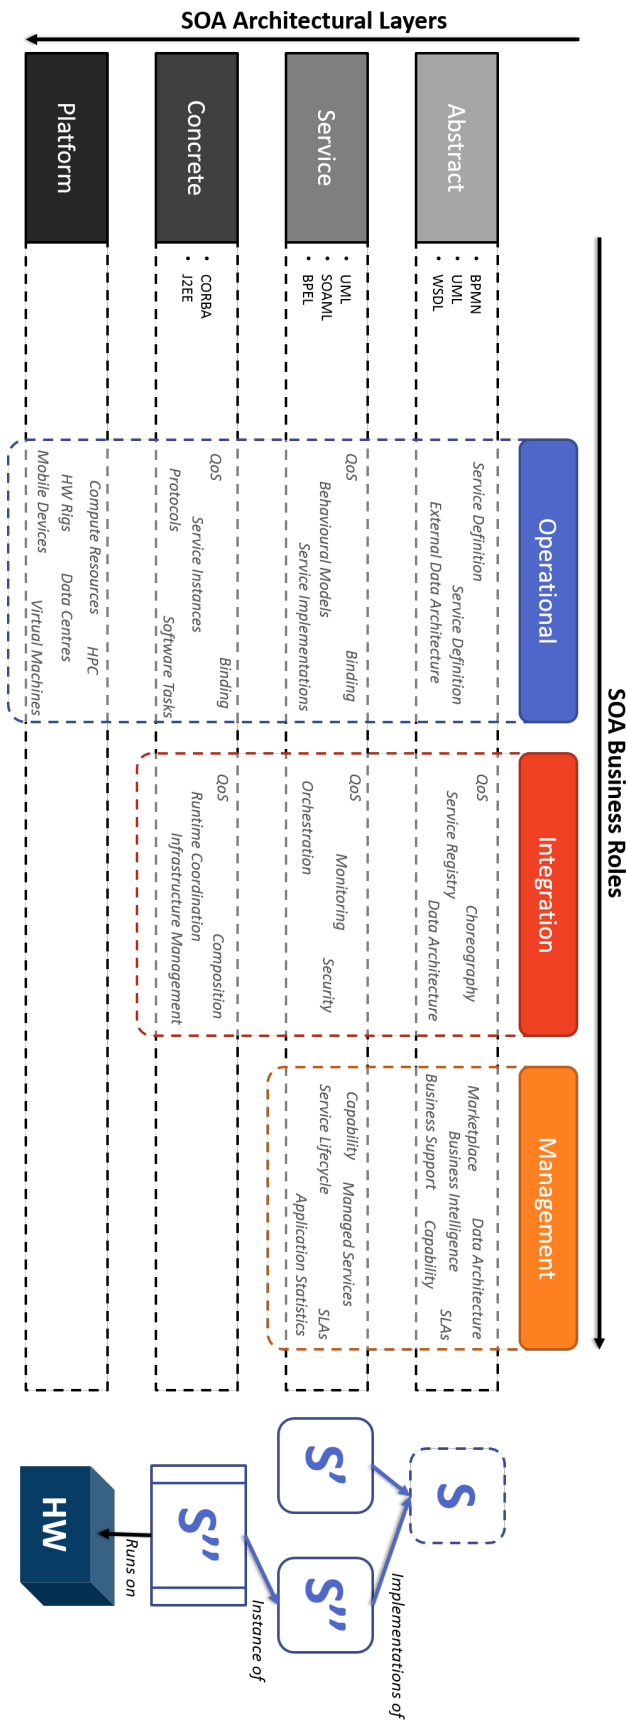 SOA Business Roles
SOA Architectural Layers
Operational
Integration
Management
Abstract
• BPMN
• UML
• WSDL
Service Definition
Service Definition
External Data Architecture
QoS
Choreography
Service Registry
Data Architecture
Marketplace
Data Architecture
Business Intelligence
SLAs
Business Support
Capability
S
Implementations of
Service
• UML
• SOAML
• BPEL
QoS
Binding
Behavioural Models
Service Implementations
QoS
Monitoring
Security
Orchestration
Capability
Managed Services
Service Lifecycle
SLAs
Application Statistics
S’
S’’
Instance of
Concrete
• CORBA
• J2EE
QoS
Binding
Service Instances
Protocols
Software Tasks
QoS
Composition
Runtime Coordination
Infrastructure Management
S’’
Runs on
Platform
Compute Resources
HPC
HW Rigs
Data Centres
Mobile Devices
Virtual Machines
HW